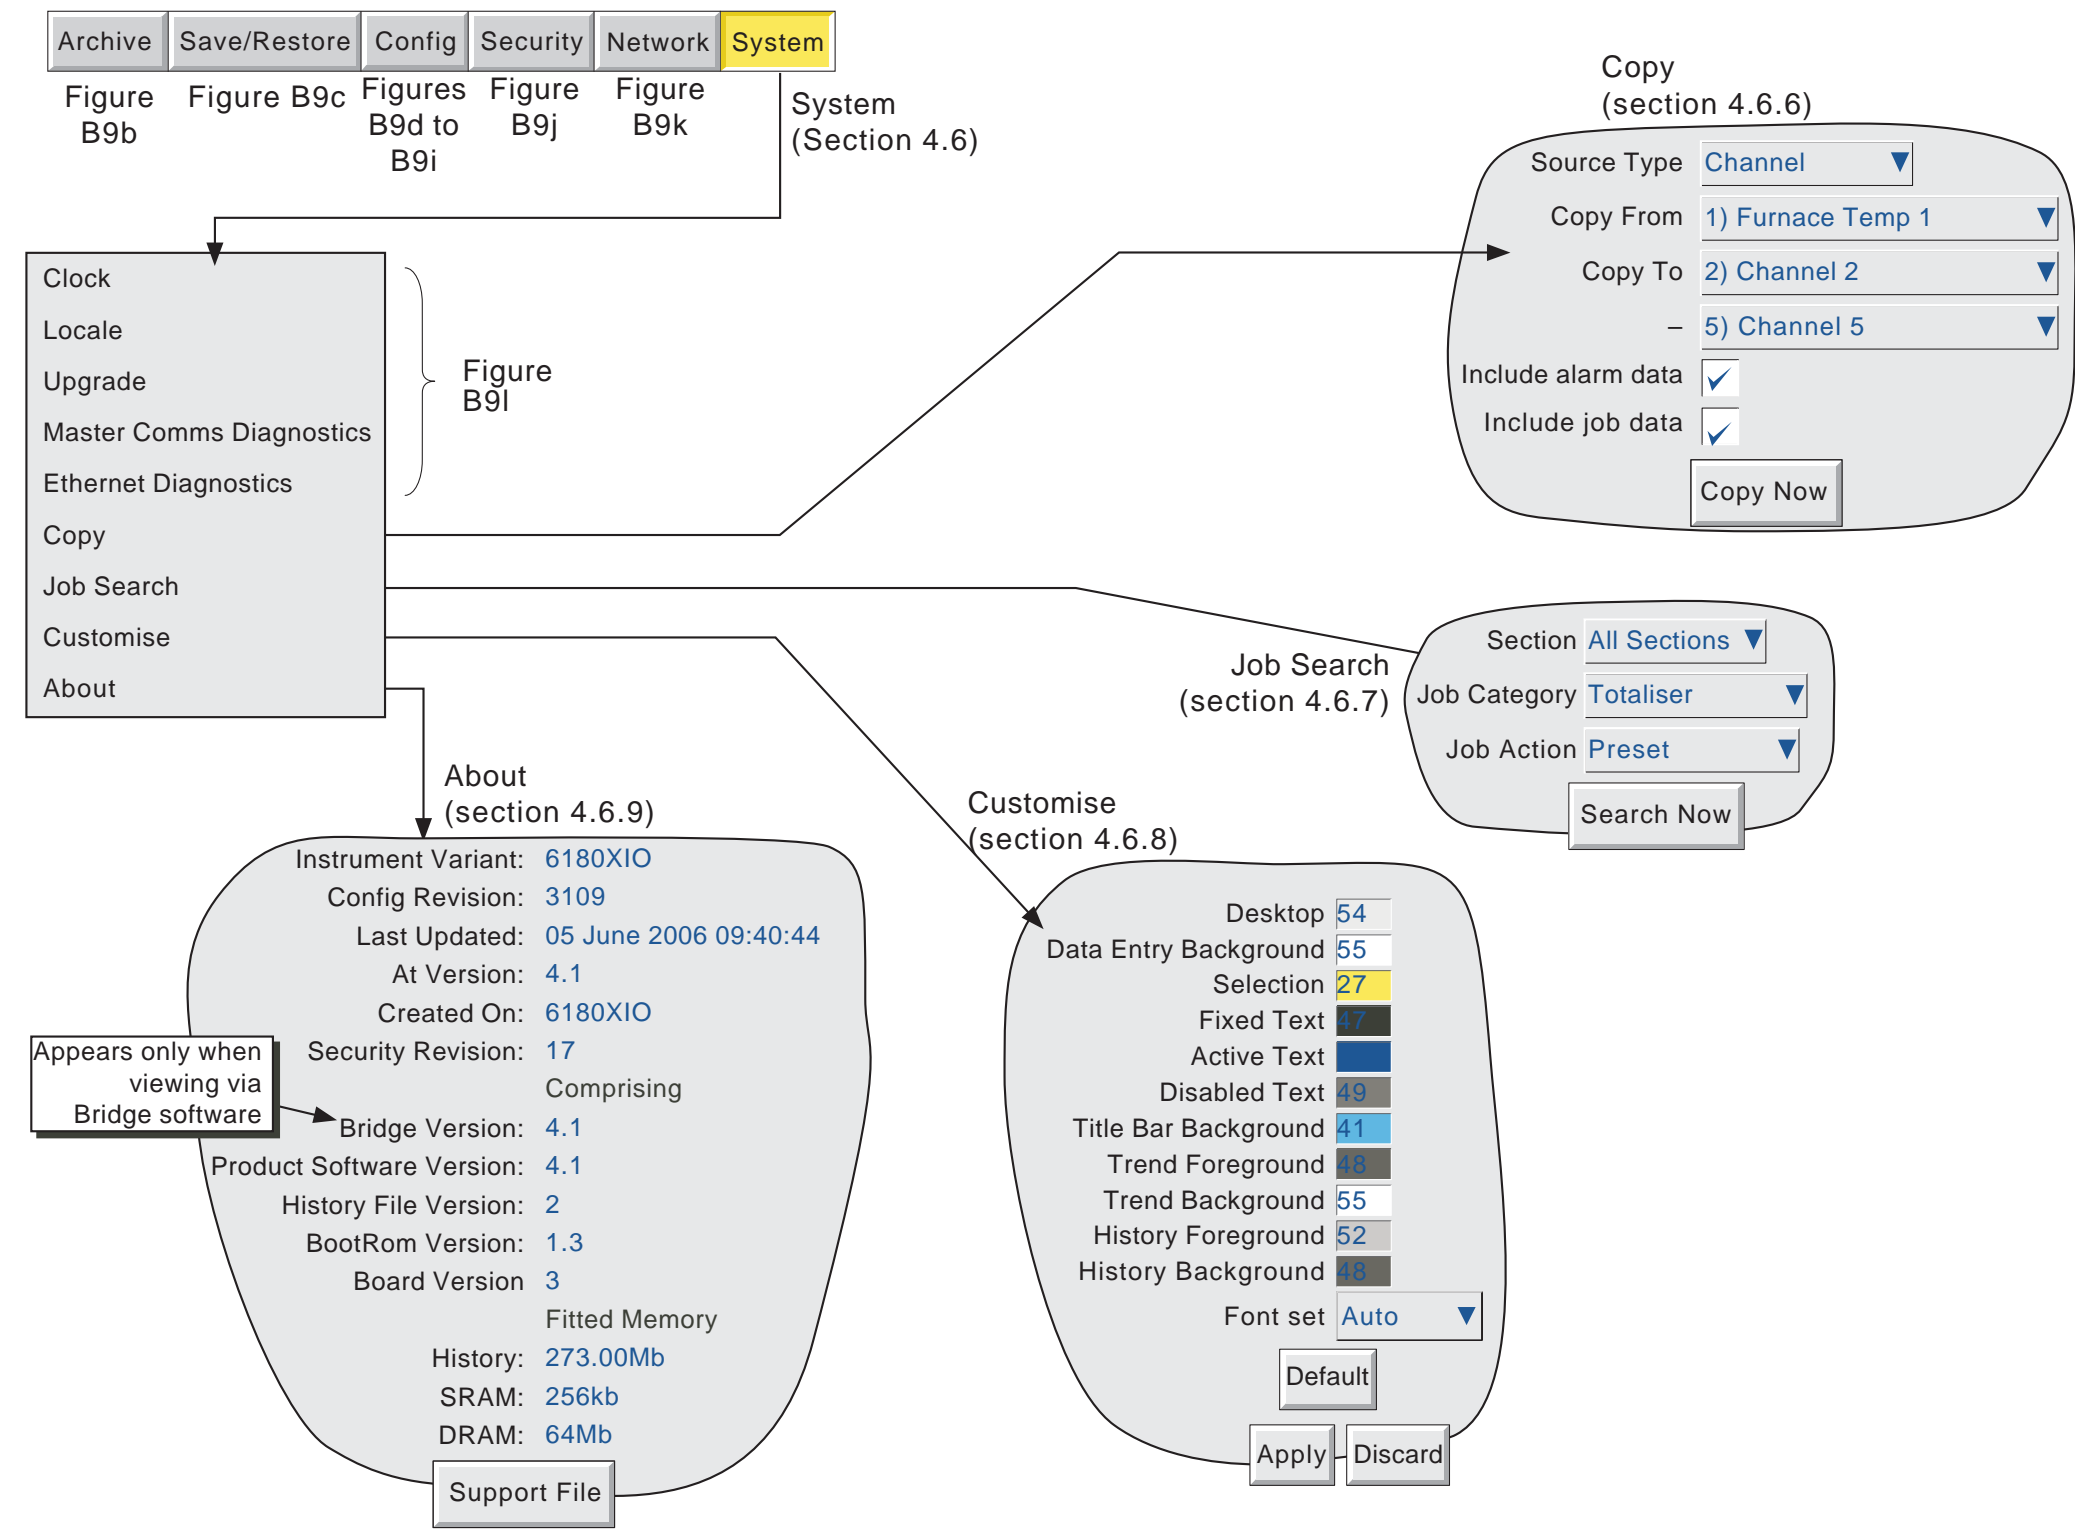 Archive Save/Restore Config Security Network System
Figure
B9b
Figure B9c
Figures
B9d to
B9i
Figure
B9j
Figure
B9k
System
(Section 4.6)
Clock
Locale
Upgrade
Master Comms Diagnostics
Ethernet Diagnostics
Copy
Job Search
Customise
About
Figure
B9l
Copy
(section 4.6.6)
Source Type Channel
Copy From 1) Furnace Temp 1
Copy To 2) Channel 2
– 5) Channel 5
Include alarm data
Include job data
Copy Now
Job Search
(section 4.6.7)
Section All Sections
Job Category Totaliser
Job Action Preset
Search Now
About
(section 4.6.9)
Instrument Variant: 6180XIO
Config Revision: 3109
Last Updated: 05 June 2006 09:40:44
At Version: 4.1
Created On: 6180XIO
Security Revision: 17
Comprising
Bridge Version: 4.1
Product Software Version: 4.1
History File Version: 2
BootRom Version: 1.3
Board Version 3
Fitted Memory
History: 273.00Mb
SRAM: 256kb
DRAM: 64Mb
Support File
Appears only when
viewing via
Bridge software
Customise
(section 4.6.8)
Desktop 54
Data Entry Background 55
Selection 27
Fixed Text 47
Active Text
Disabled Text 49
Title Bar Background 41
Trend Foreground 48
Trend Background 55
History Foreground 52
History Background 48
Font set Auto
Default
Apply Discard